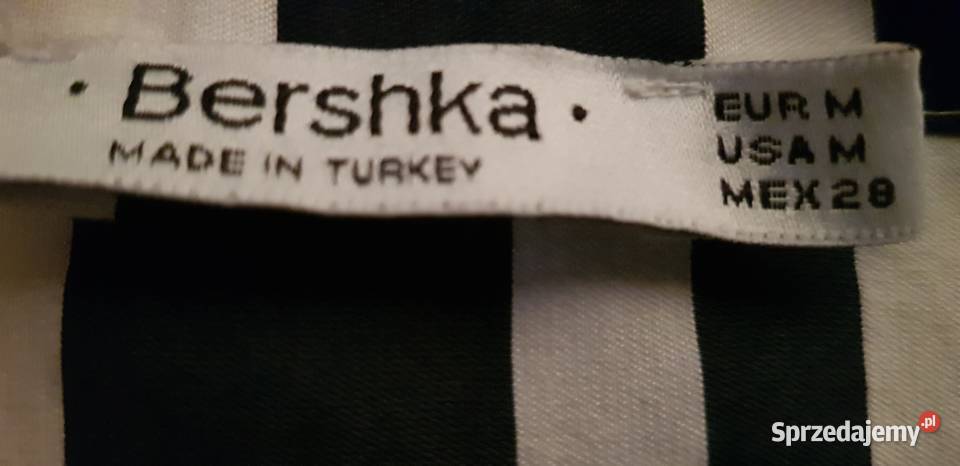 · Bershka ·
MADE IN TURKEY
EUR M
USA M
MEX 28
Sprzedajemy.pl